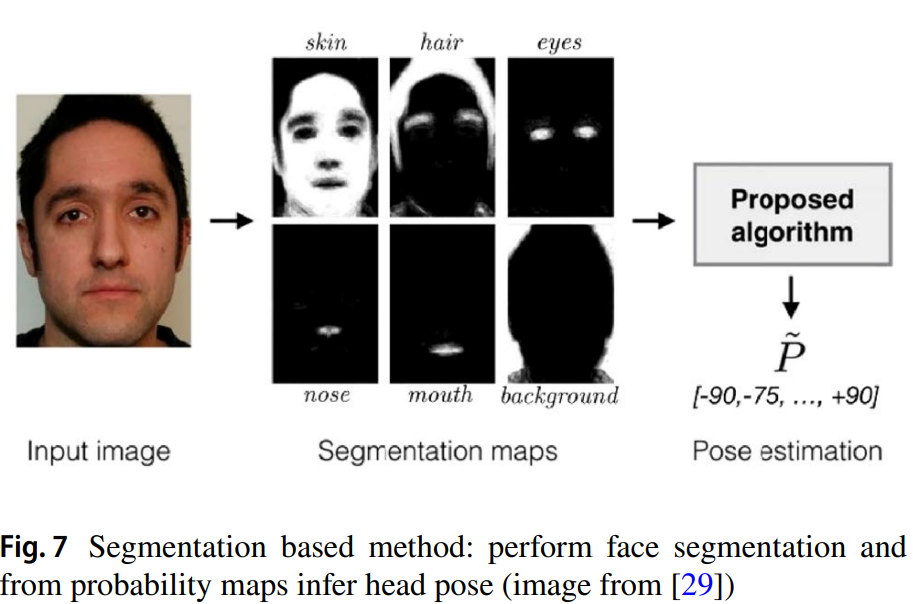 skin
hair
eyes
Proposed
algorithm
P̃
[-90,-75, ..., +90]
nose
mouth
background
Input image
Segmentation maps
Pose estimation
Fig. 7 Segmentation based method: perform face segmentation and
from probability maps infer head pose (image from [29])